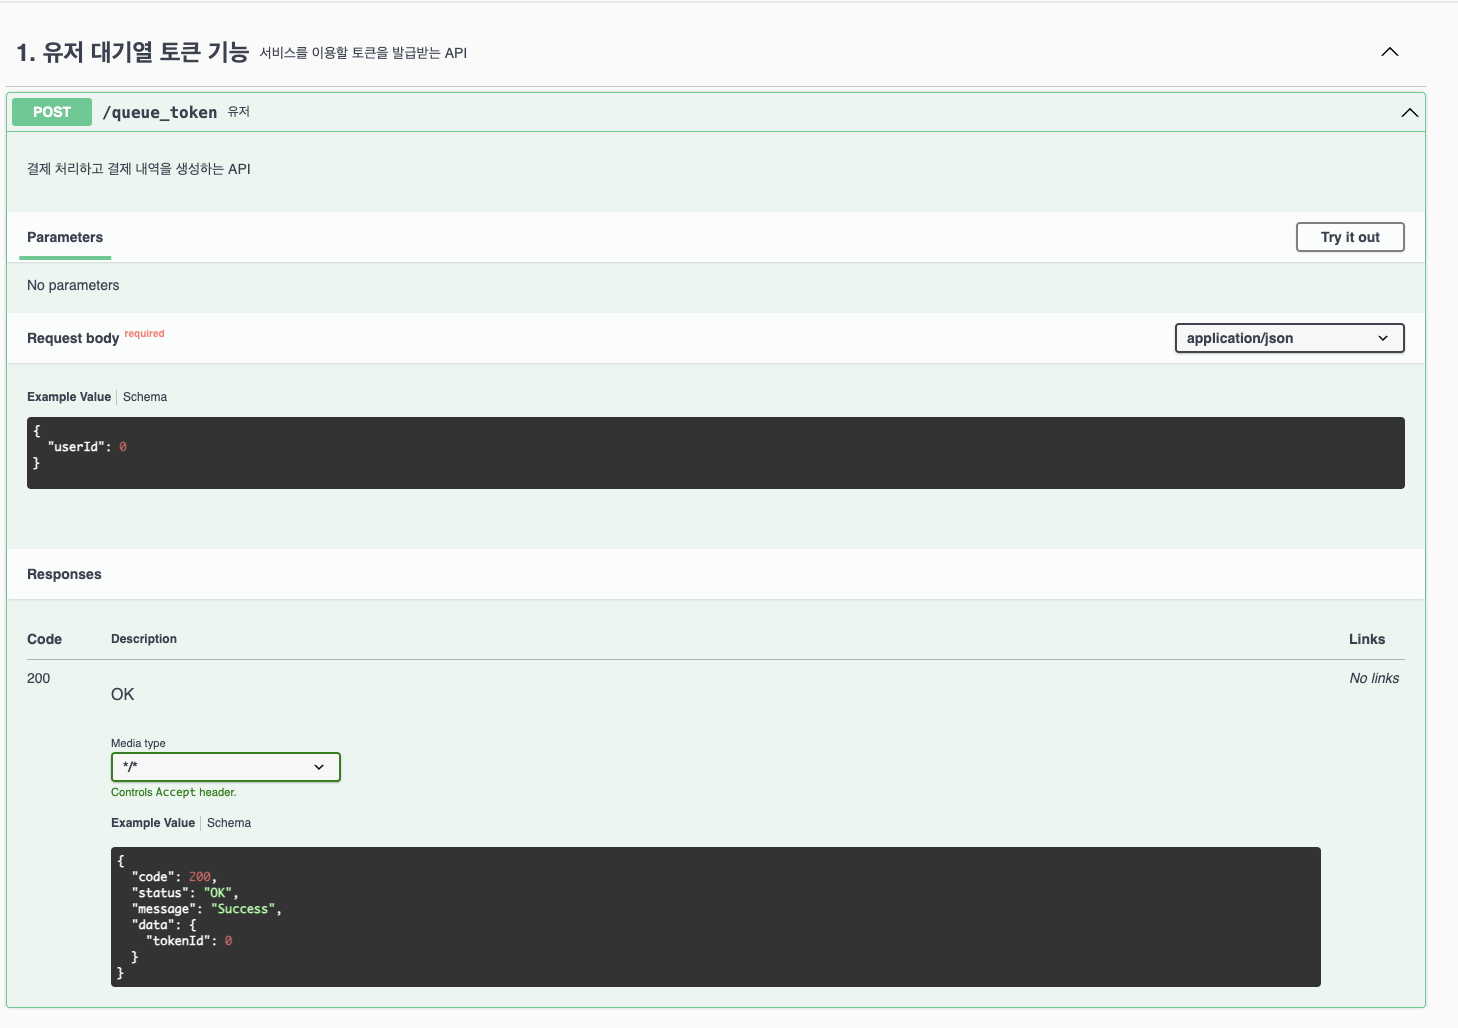 1. 유저 대기열 토큰 기능 서비스를 이용할 토큰을 발급받는 API
POST /queue_token 유저
결제 처리하고 결제 내역을 생성하는 API
Parameters
Try it out
No parameters
Request body required
application/json
Example Value Schema
{
"userId": 0
}
Responses
Code Description Links
200 OK No links
Media type
*/*
Controls Accept header.
Example Value Schema
{
"code": 200,
"status": "OK",
"message": "Success",
"data": {
"tokenId": 0
}
}